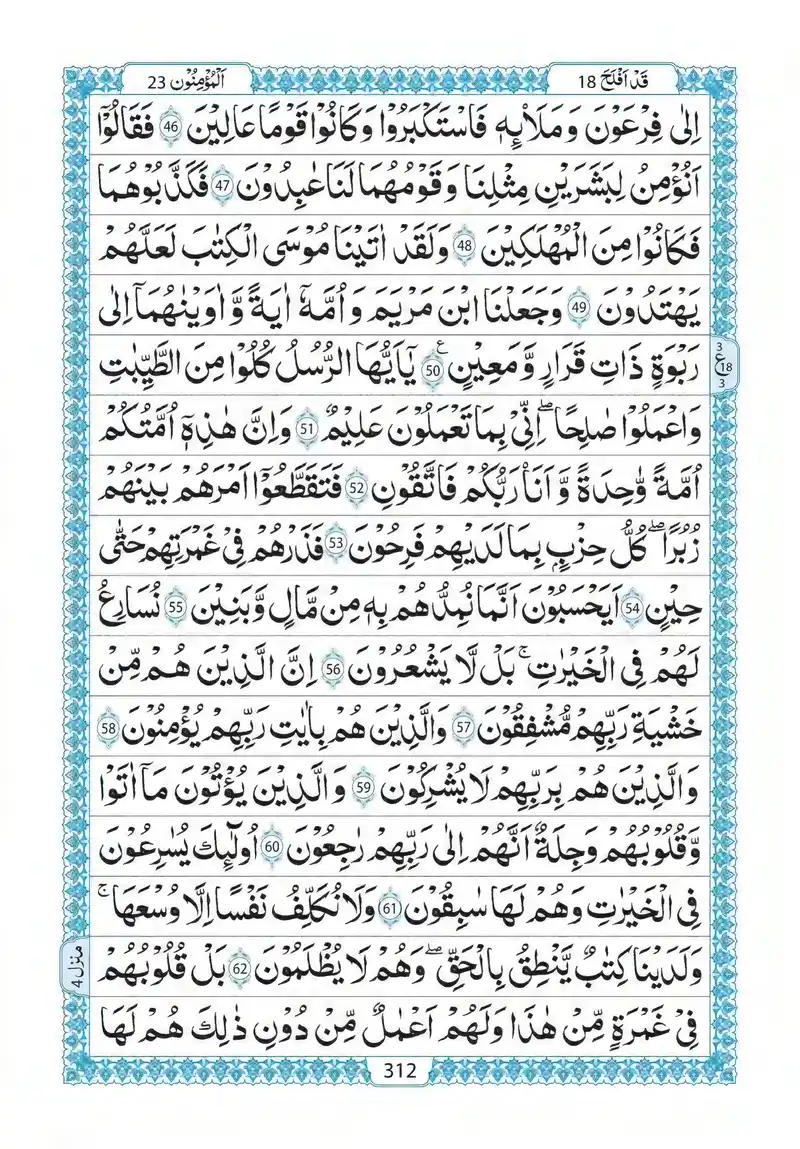 قَدْ اَفْلَحَ 18
اَلْمُؤْمِنُوْن 23
اِلٰى فِرْعَوْنَ وَ مَلَا۟ئِهٖ فَاسْتَكْبَرُوْا وَ كَانُوْا قَوْمًا عَالِيْنَ 46 فَقَالُوْۤا
اَنُؤْمِنُ لِبَشَرَيْنِ مِثْلِنَا وَ قَوْمُهُمَا لَنَا عٰبِدُوْنَ 47 فَكَذَّبُوْهُمَا
فَكَانُوْا مِنَ الْمُهْلَكِيْنَ 48 وَ لَقَدْ اٰتَيْنَا مُوْسَى الْكِتٰبَ لَعَلَّهُمْ
يَهْتَدُوْنَ 49 وَ جَعَلْنَا ابْنَ مَرْيَمَ وَ اُمَّهٗۤ اٰيَةً وَّ اٰوَيْنٰهُمَاۤ اِلٰى
رَبْوَةٍ ذَاتِ قَرَارٍ وَّ مَعِيْنٍ ع 50 يٰۤاَيُّهَا الرُّسُلُ كُلُوْا مِنَ الطَّيِّبٰتِ
3 ع 18 3
وَ اعْمَلُوْا صٰلِحًا ؕ اِنِّيْ بِمَا تَعْمَلُوْنَ عَلِيْمٌ 51 وَ اِنَّ هٰذِهٖۤ اُمَّتُكُمْ
اُمَّةً وَّاحِدَةً وَّ اَنَا رَبُّكُمْ فَاتَّقُوْنِ 52 فَتَقَطَّعُوْۤا اَمْرَهُمْ بَيْنَهُمْ
زُبُرًا ؕ كُلُّ حِزْبٍۭ بِمَا لَدَيْهِمْ فَرِحُوْنَ 53 فَذَرْهُمْ فِيْ غَمْرَتِهِمْ حَتّٰى
حِيْنٍ 54 اَيَحْسَبُوْنَ اَنَّمَا نُمِدُّهُمْ بِهٖ مِنْ مَّالٍ وَّ بَنِيْنَ 55 نُسَارِعُ
لَهُمْ فِي الْخَيْرٰتِ ؕ بَلْ لَّا يَشْعُرُوْنَ 56 اِنَّ الَّذِيْنَ هُمْ مِّنْ
خَشْيَةِ رَبِّهِمْ مُّشْفِقُوْنَ 57 وَالَّذِيْنَ هُمْ بِاٰيٰتِ رَبِّهِمْ يُؤْمِنُوْنَ 58
وَالَّذِيْنَ هُمْ بِرَبِّهِمْ لَا يُشْرِكُوْنَ 59 وَ الَّذِيْنَ يُؤْتُوْنَ مَاۤ اٰتَوْا
وَّ قُلُوْبُهُمْ وَجِلَةٌ اَنَّهُمْ اِلٰى رَبِّهِمْ رٰجِعُوْنَ 60 اُولٰٓئِكَ يُسٰرِعُوْنَ
فِي الْخَيْرٰتِ وَهُمْ لَهَا سٰبِقُوْنَ 61 وَلَا نُكَلِّفُ نَفْسًا اِلَّا وُسْعَهَا ۚ
وَلَدَيْنَا كِتٰبٌ يَّنْطِقُ بِالْحَقِّ ؕ وَهُمْ لَا يُظْلَمُوْنَ 62 بَلْ قُلُوْبُهُمْ
منزل 4
فِيْ غَمْرَةٍ مِّنْ هٰذَا وَلَهُمْ اَعْمَالٌ مِّنْ دُوْنِ ذٰلِكَ هُمْ لَهَا
312